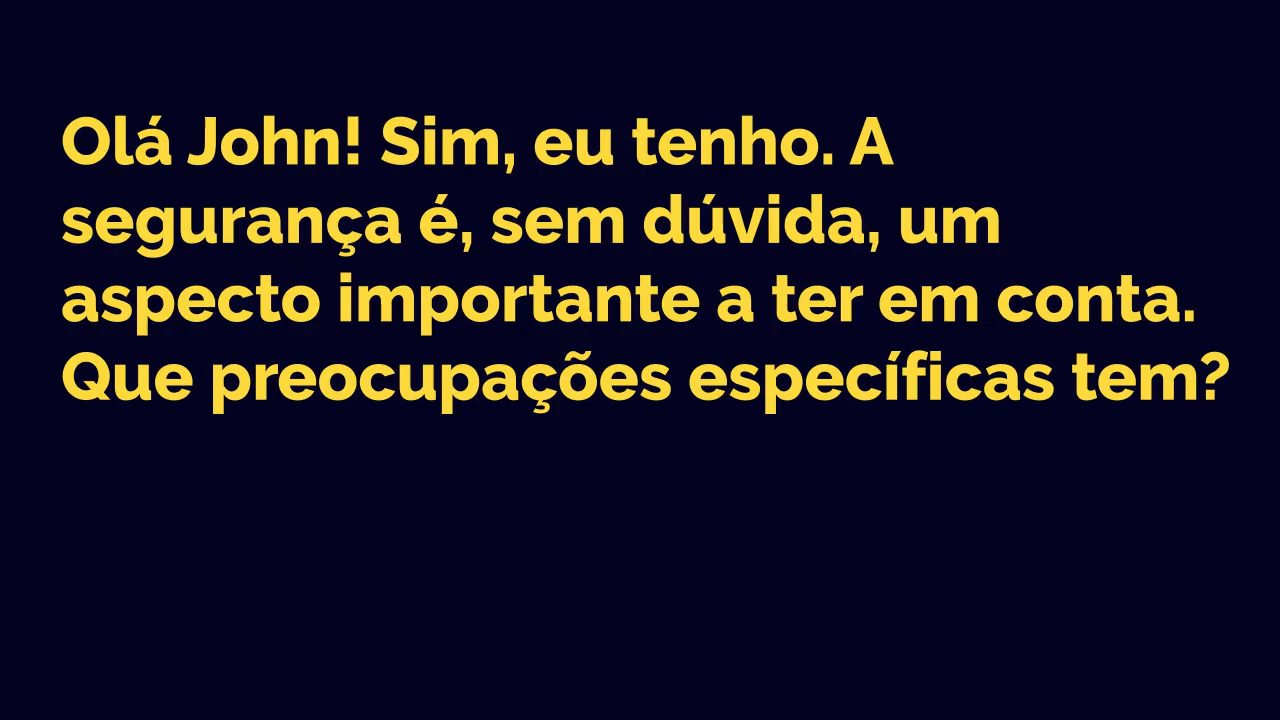 Olá John! Sim, eu tenho. A
segurança é, sem dúvida, um
aspecto importante a ter em conta.
Que preocupações específicas tem?